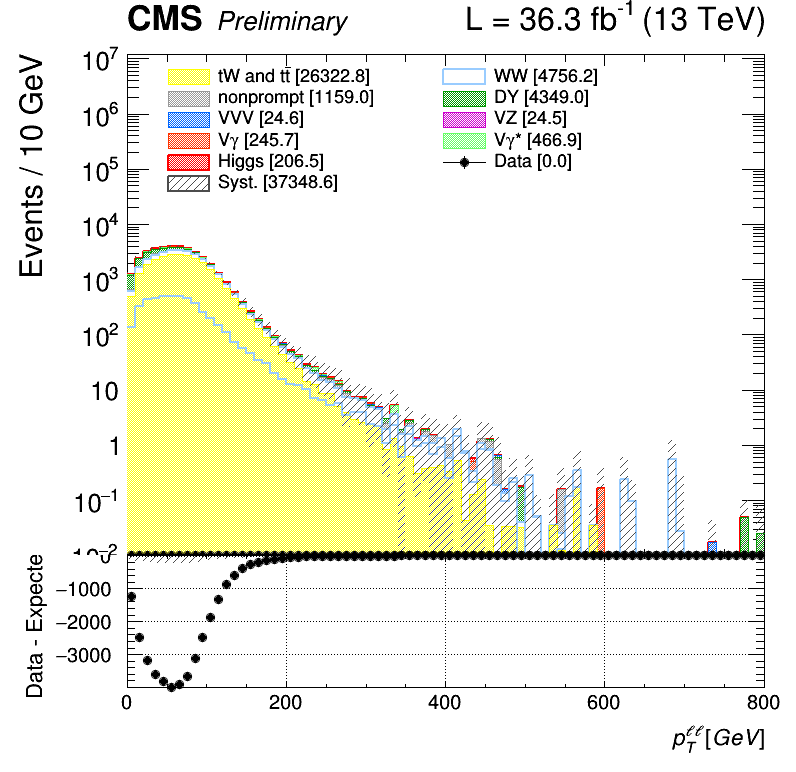 CMS Preliminary L = 36.3 fb⁻¹ (13 TeV)
Events / 10 GeV
10⁷
10⁶
10⁵
10⁴
10³
10²
10
1
10⁻¹
tW and tt̄ [26322.8]
nonprompt [1159.0]
VVV [24.6]
Vγ [245.7]
Higgs [206.5]
Syst. [37348.6]
WW [4756.2]
DY [4349.0]
VZ [24.5]
Vγ* [466.9]
Data [0.0]
Data - Expecte
0
−1000
−2000
−3000
0 200 400 600 800
p_T^ℓℓ [GeV]